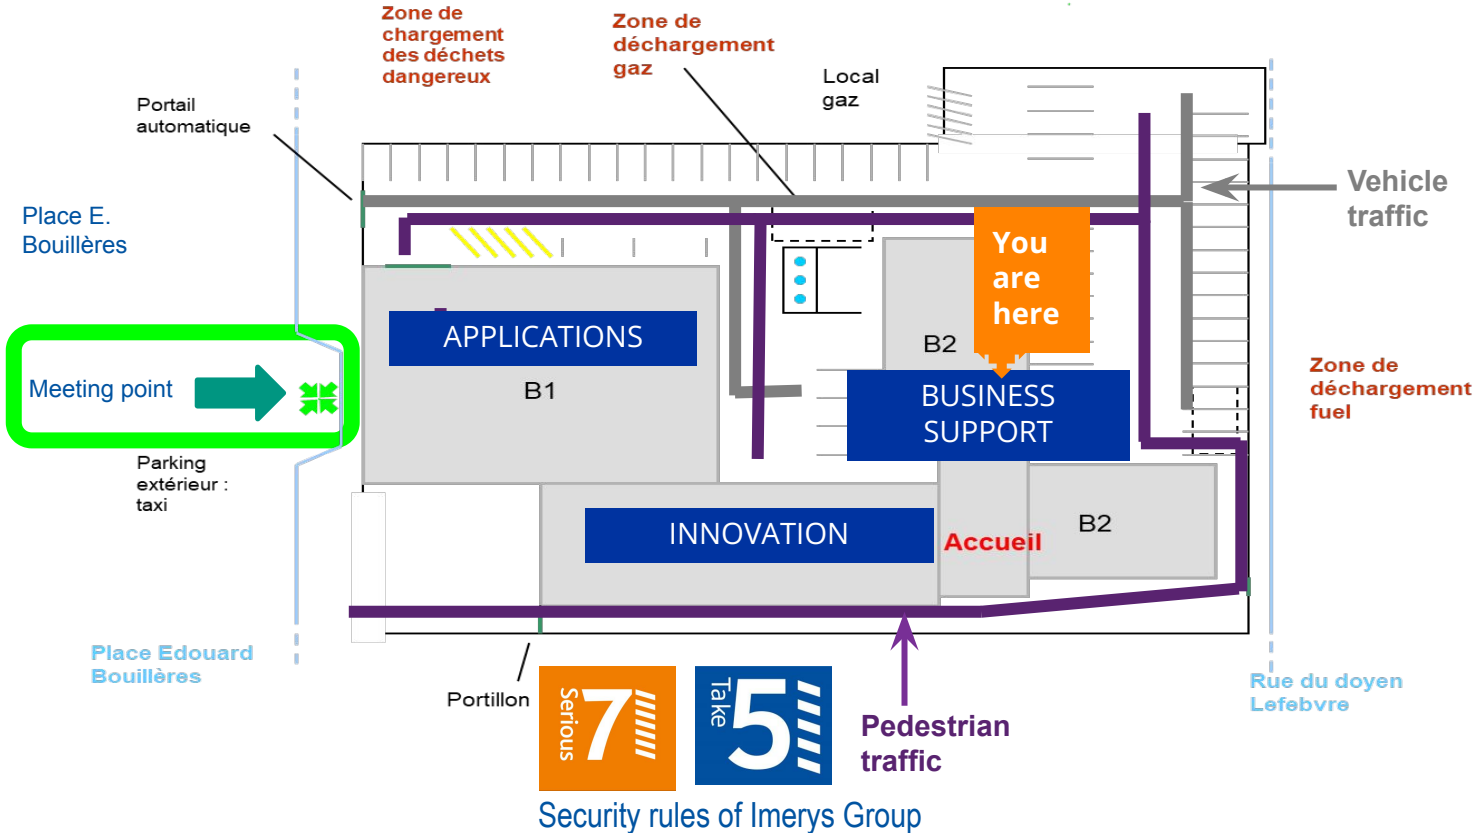 Zone de
chargement
des déchets
dangereux
Zone de
déchargement
gaz
Local
gaz
Portail
automatique
Vehicle
traffic
Place E.
Bouillères
You
are
here
APPLICATIONS
B1
B2
BUSINESS
SUPPORT
Zone de
déchargement
fuel
Meeting point
Parking
extérieur :
taxi
INNOVATION
Accueil
B2
Place Edouard
Bouillères
Portillon
Serious
7
Take
5
Pedestrian
traffic
Rue du doyen
Lefebvre
Security rules of Imerys Group